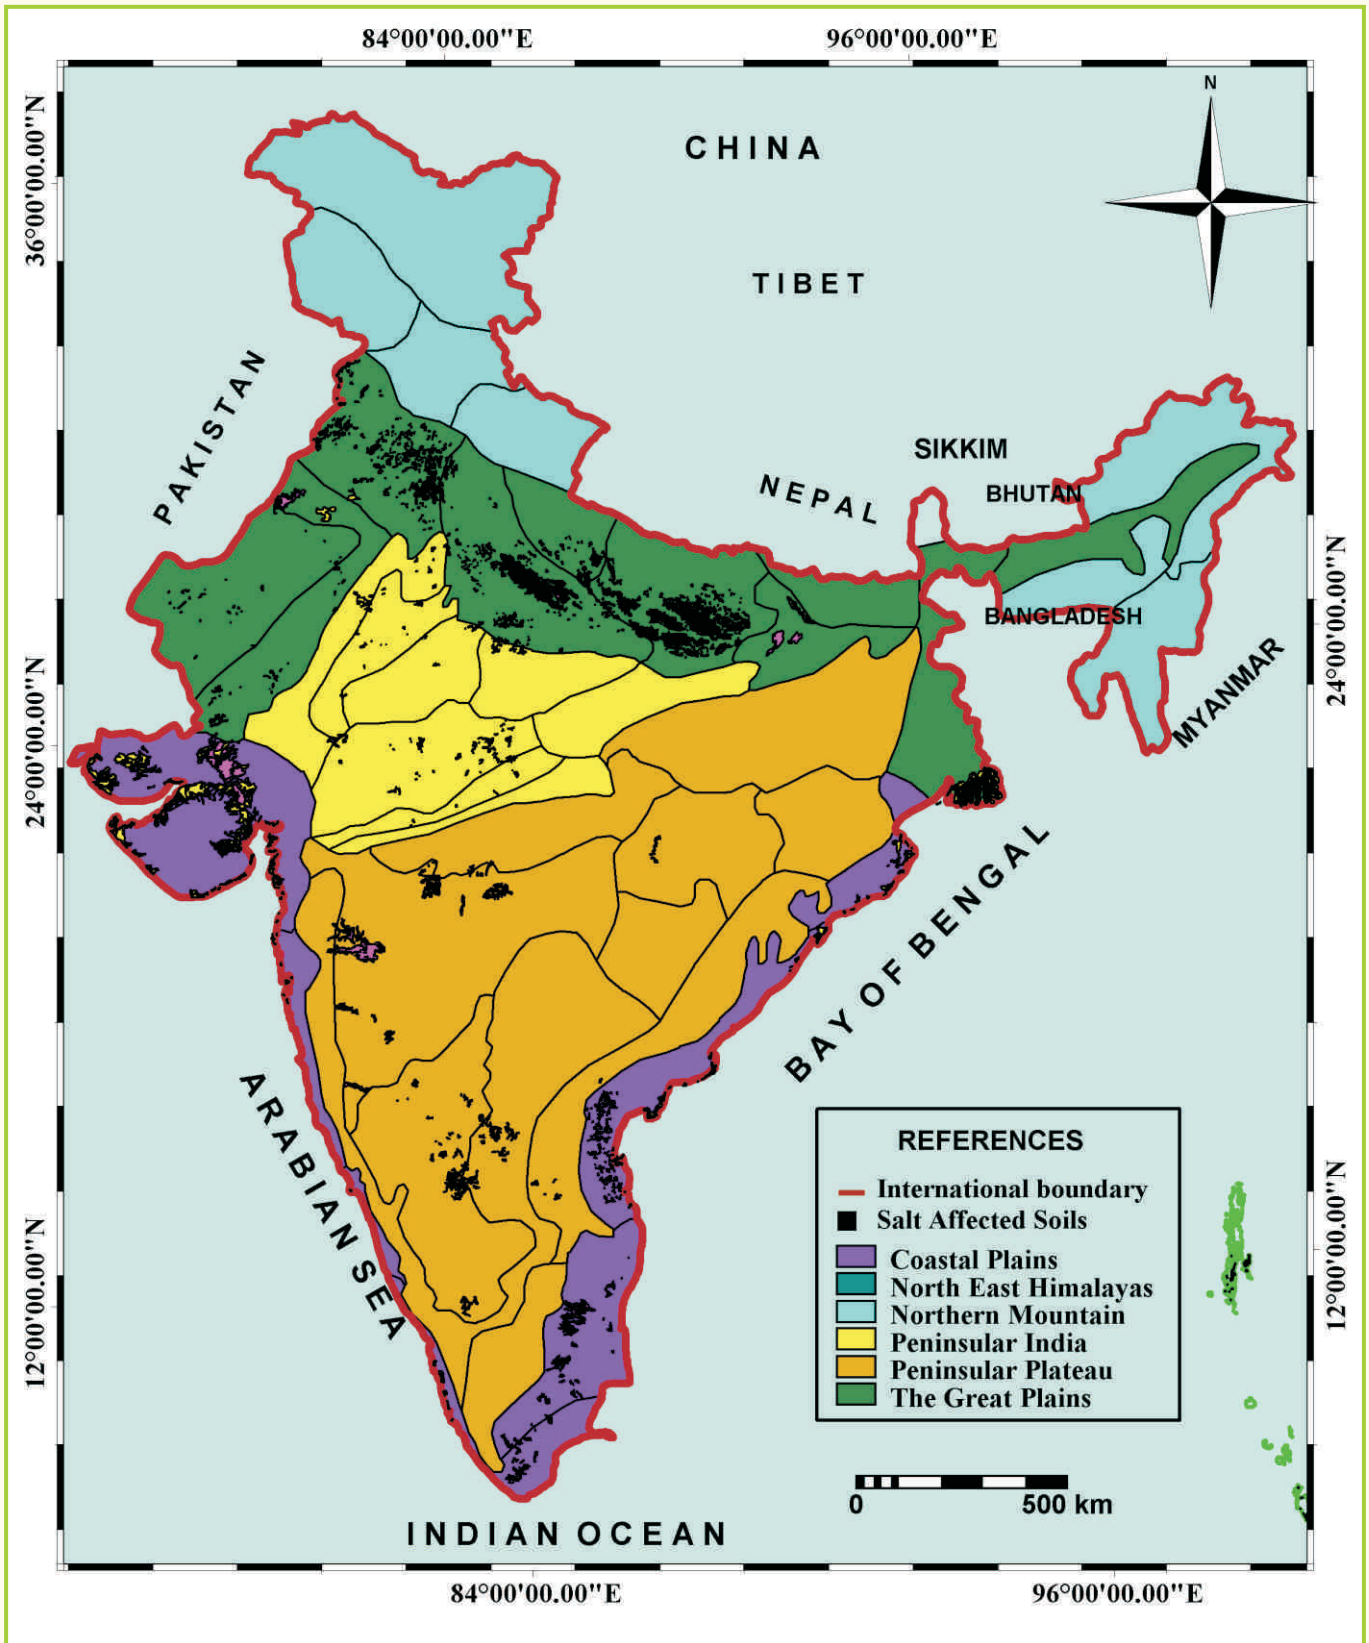 84°00'00.00"E
96°00'00.00"E
N
CHINA
36°00'00.00"N
TIBET
PAKISTAN
SIKKIM
NEPAL
BHUTAN
24°00'00.00"N
BANGLADESH
MYANMAR
24°00'00.00"N
BAY OF BENGAL
ARABIAN SEA
REFERENCES
International boundary
Salt Affected Soils
Coastal Plains
North East Himalayas
Northern Mountain
Peninsular India
Peninsular Plateau
The Great Plains
12°00'00.00"N
12°00'00.00"N
0 500 km
INDIAN OCEAN
84°00'00.00"E
96°00'00.00"E